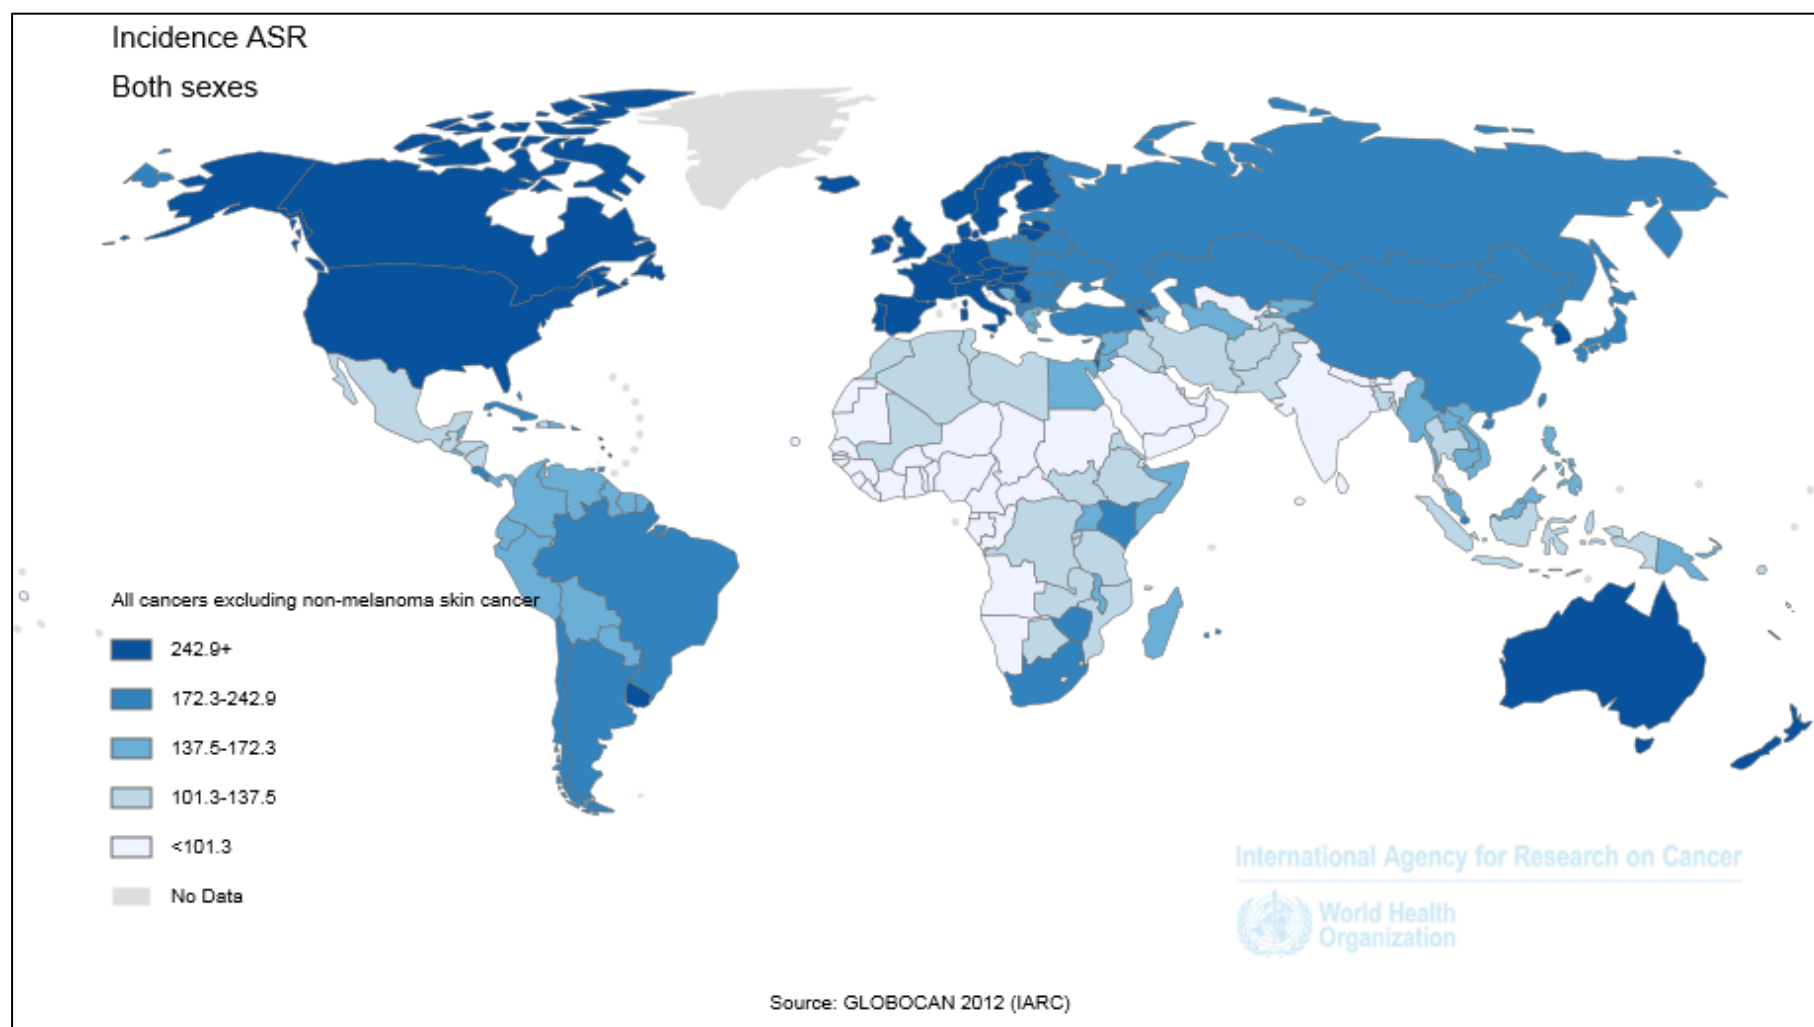 Incidence ASR
Both sexes
All cancers excluding non-melanoma skin cancer
242.9+
172.3-242.9
137.5-172.3
101.3-137.5
<101.3
No Data
International Agency for Research on Cancer
World Health
Organization
Source: GLOBOCAN 2012 (IARC)